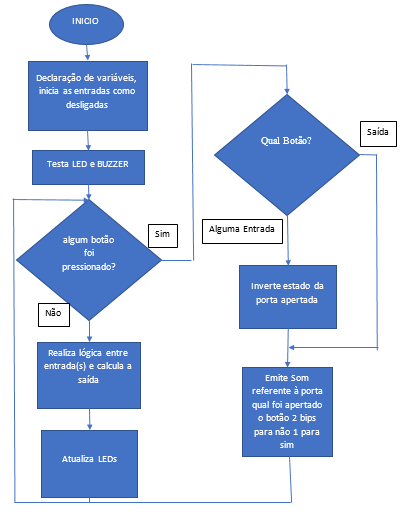 INICIO
Declaração de variáveis,
inicia as entradas como
desligadas
Testa LED e BUZZER
algum botão
foi
pressionado?
Sim
Não
Realiza lógica entre
entrada(s) e calcula a
saída
Atualiza LEDs
Qual Botão?
Saída
Alguma Entrada
Inverte estado da
porta apertada
Emite Som
referente à porta
qual foi apertado
o botão 2 bips
para não 1 para
sim